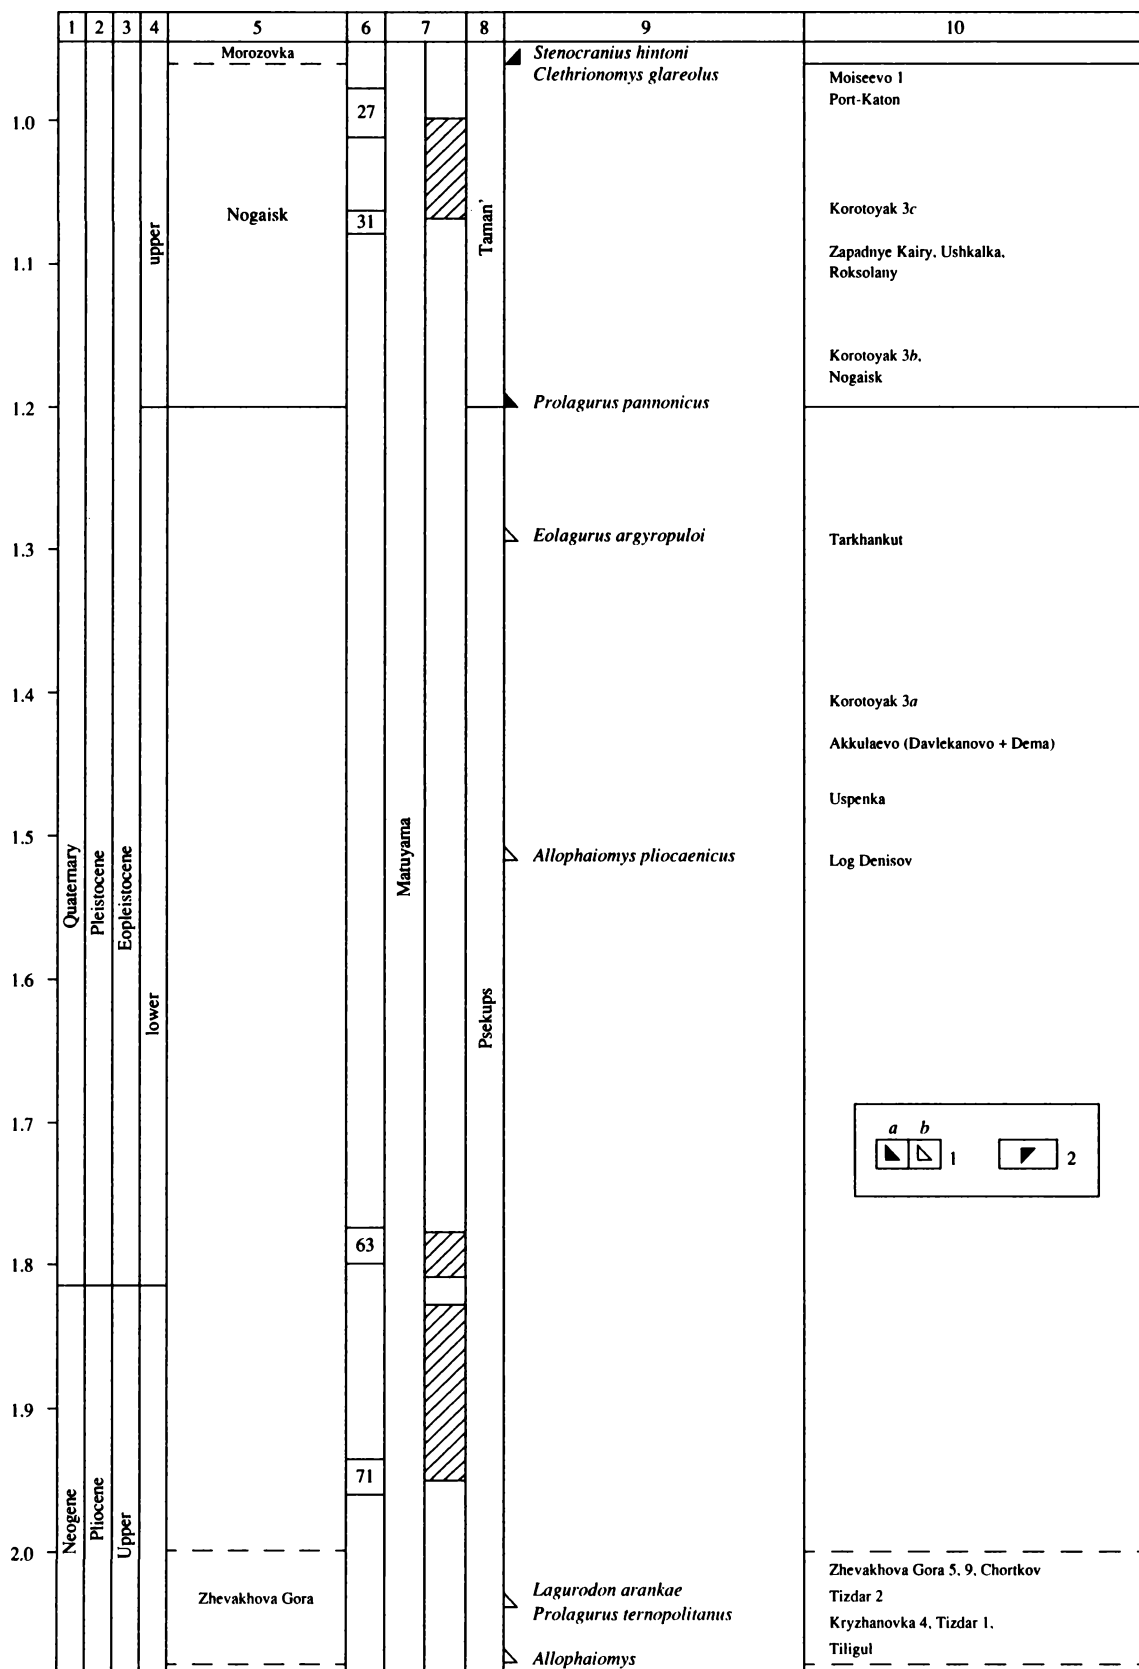 1 2 3 4 5 6 7 8 9 10
Morozovka
Stenocranius hintoni
Clethrionomys glareolus
Moiseevo 1
Port-Katon
27
1.0
Nogaisk
31
upper
Taman'
Korotoyak 3c
Zapadnye Kairy, Ushkalka,
Roksolany
1.1
Korotoyak 3b,
Nogaisk
1.2
Prolagurus pannonicus
1.3
Eolagurus argyropuloi
Tarkhankut
1.4
Korotoyak 3a
Akkulaevo (Davlekanovo + Dema)
Uspenka
1.5
Quaternary
Pleistocene
Eopleistocene
Matuyama
Allophaiomys pliocaenicus
Log Denisov
1.6
lower
Psekups
1.7
a b
1 2
63
1.8
1.9
71
Neogene
Pliocene
Upper
2.0
Zhevakhova Gora
Lagurodon arankae
Prolagurus ternopolitanus
Allophaiomys
Zhevakhova Gora 5, 9, Chortkov
Tizdar 2
Kryzhanovka 4, Tizdar 1,
Tiligul